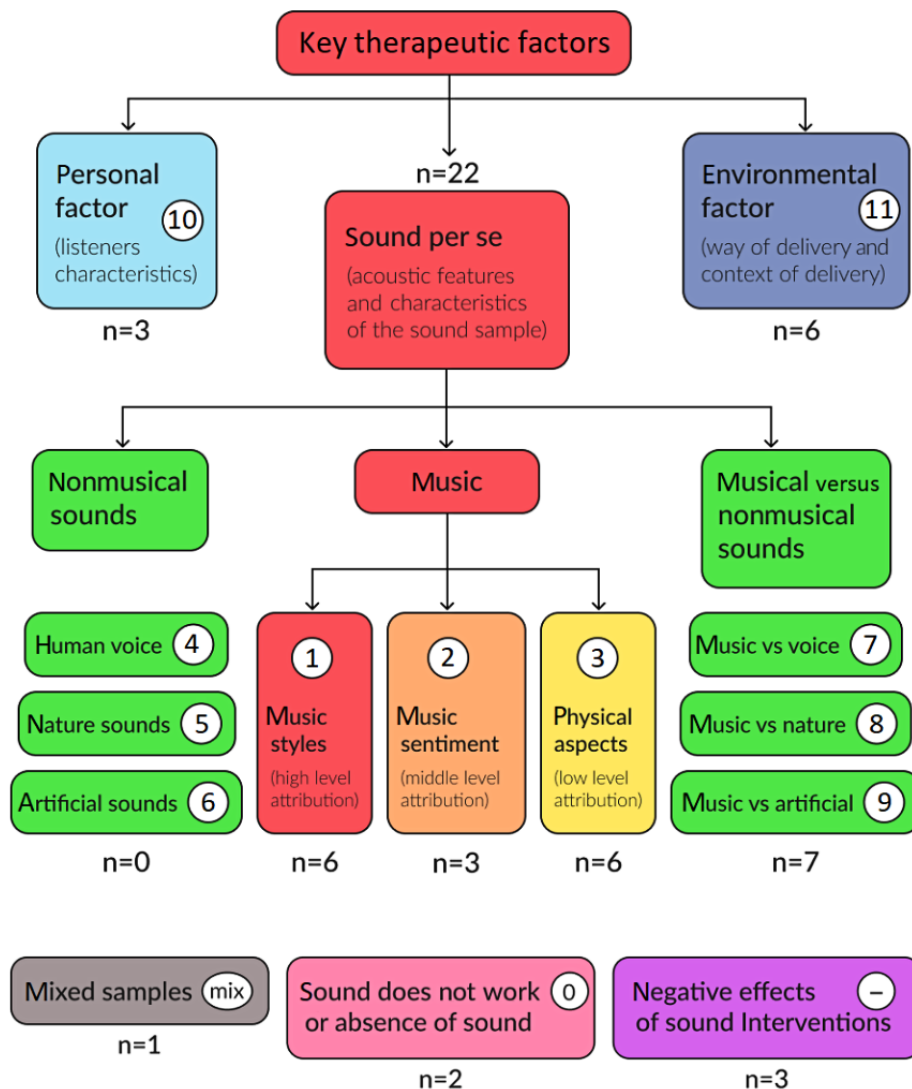 Key therapeutic factors
Personal
factor
10
(listeners
characteristics)
n=3
n=22
Sound per se
(acoustic features
and characteristics
of the sound sample)
Environmental
factor
11
(way of delivery and
context of delivery)
n=6
Nonmusical
sounds
Music
Musical versus
nonmusical
sounds
Human voice 4
Nature sounds 5
Artificial sounds 6
n=0
1
Music
styles
(high level
attribution)
n=6
2
Music
sentiment
(middle level
attribution)
n=3
3
Physical
aspects
(low level
attribution)
n=6
Music vs voice 7
Music vs nature 8
Music vs artificial 9
n=7
Mixed samples mix
n=1
Sound does not work 0
or absence of sound
n=2
Negative effects –
of sound Interventions
n=3